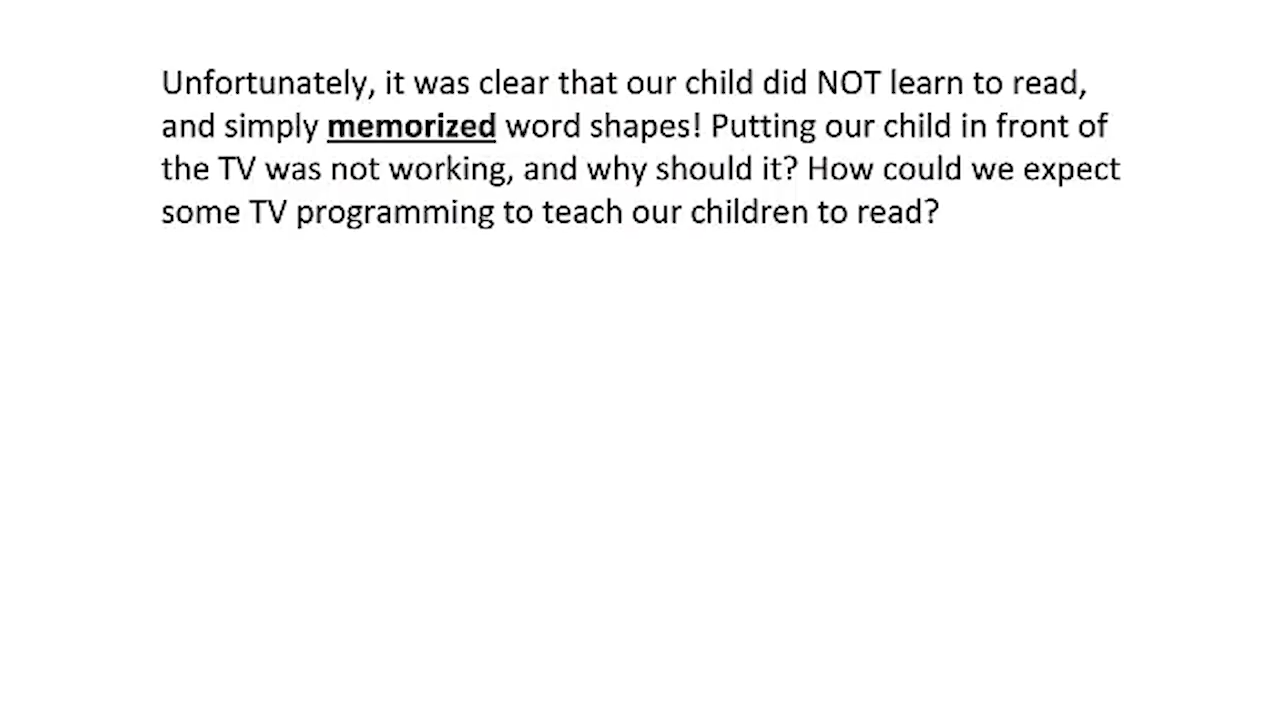 Unfortunately, it was clear that our child did NOT learn to read,
and simply memorized word shapes! Putting our child in front of
the TV was not working, and why should it? How could we expect
some TV programming to teach our children to read?